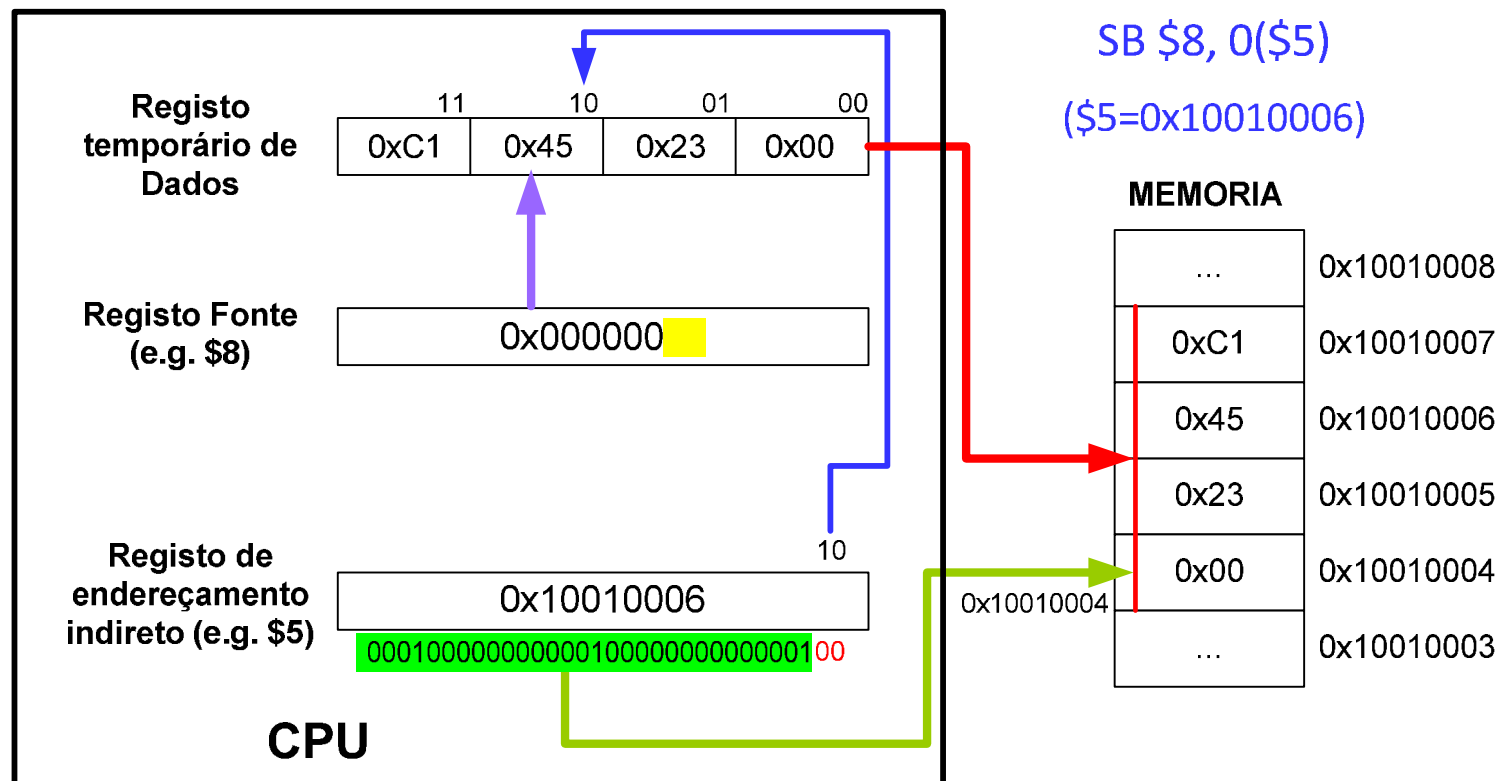 SB $8, 0($5)
($5=0x10010006)
Registo
temporário de
Dados
11 10 01 00
0xC1 0x45 0x23 0x00
Registo Fonte
(e.g. $8)
0x000000
Registo de
endereçamento
indireto (e.g. $5)
10
0x10010006
00010000000000010000000000000100
CPU
MEMORIA
... 0x10010008
0xC1 0x10010007
0x45 0x10010006
0x23 0x10010005
0x00 0x10010004
0x10010004
... 0x10010003